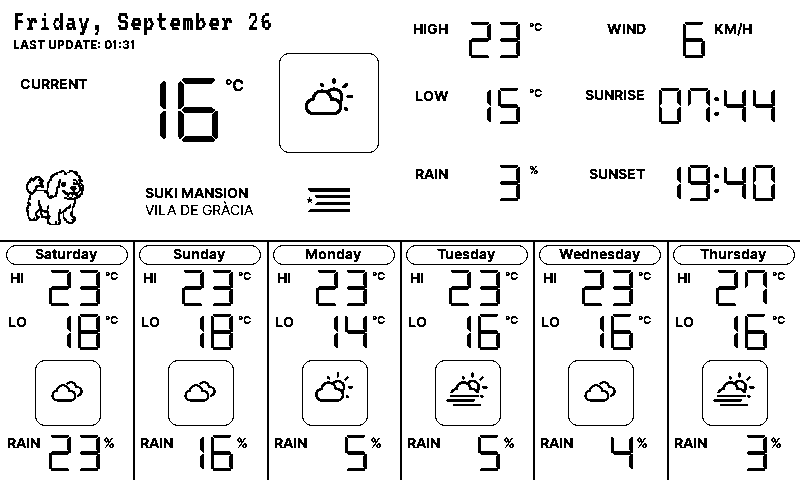 Friday, September 26
LAST UPDATE: 01:31
CURRENT 16 °C
HIGH 23 °C
WIND 6 KM/H
LOW 15 °C
SUNRISE 07:44
RAIN 3 %
SUNSET 19:40
SUKI MANSION
VILA DE GRÀCIA
Saturday
HI 23 °C
LO 18 °C
RAIN 23 %
Sunday
HI 23 °C
LO 18 °C
RAIN 16 %
Monday
HI 23 °C
LO 14 °C
RAIN 5 %
Tuesday
HI 23 °C
LO 16 °C
RAIN 5 %
Wednesday
HI 23 °C
LO 16 °C
RAIN 4 %
Thursday
HI 27 °C
LO 16 °C
RAIN 3 %